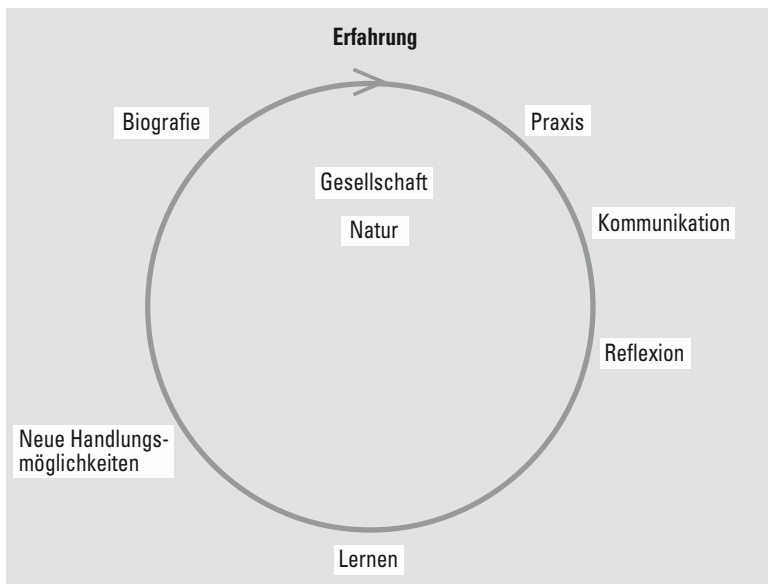 Erfahrung
Biografie
Praxis
Gesellschaft
Natur
Kommunikation
Reflexion
Neue Handlungs-
möglichkeiten
Lernen